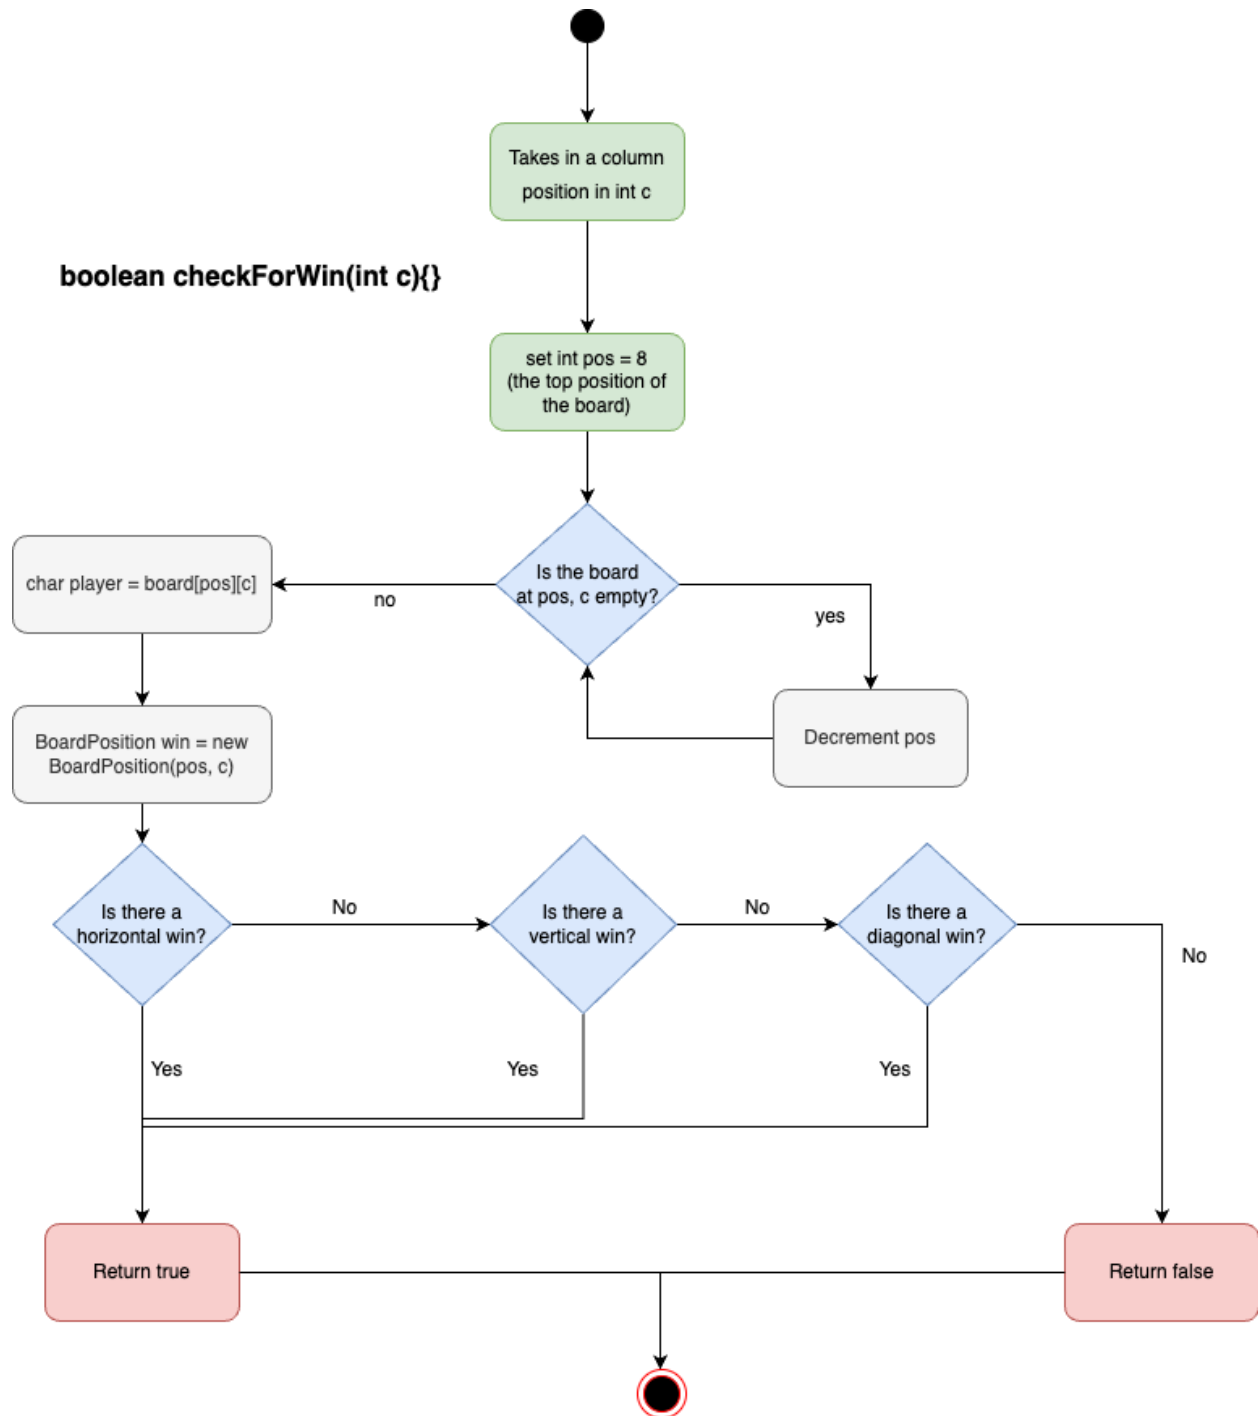 Takes in a column
position in int c
boolean checkForWin(int c){}
set int pos = 8
(the top position of
the board)
Is the board
at pos, c empty?
no
yes
char player = board[pos][c]
Decrement pos
BoardPosition win = new
BoardPosition(pos, c)
Is there a
horizontal win?
No
Is there a
vertical win?
No
Is there a
diagonal win?
No
Yes
Yes
Yes
Return true
Return false